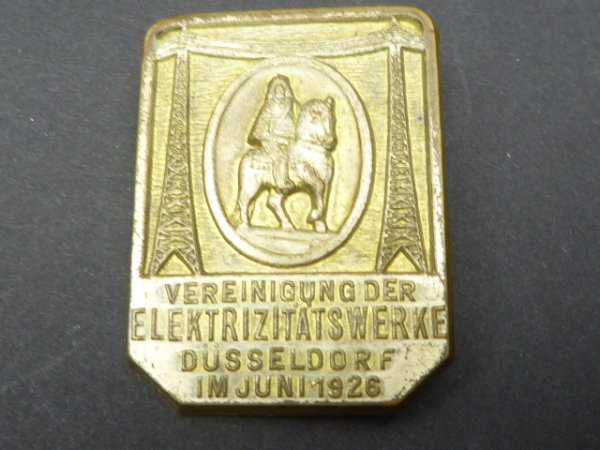 VEREINIGUNG DER
ELEKTRIZITÄTSWERKE
DÜSSELDORF
IM JUNI 1926